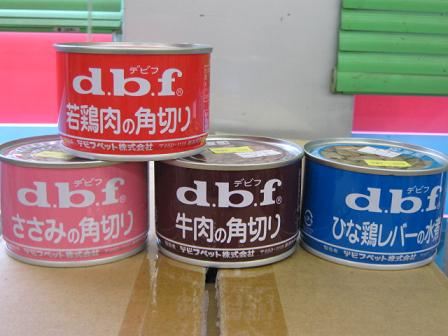 デビフ
d.b.f®
若鶏肉の角切り
デビフペット株式会社
デビフ
d.b.f®
ささみの角切り
デビフペット株式会社
デビフ
d.b.f®
牛肉の角切り
デビフペット株式会社
デビフ
d.b.f®
ひな鶏レバーの水煮
デビフペット株式会社